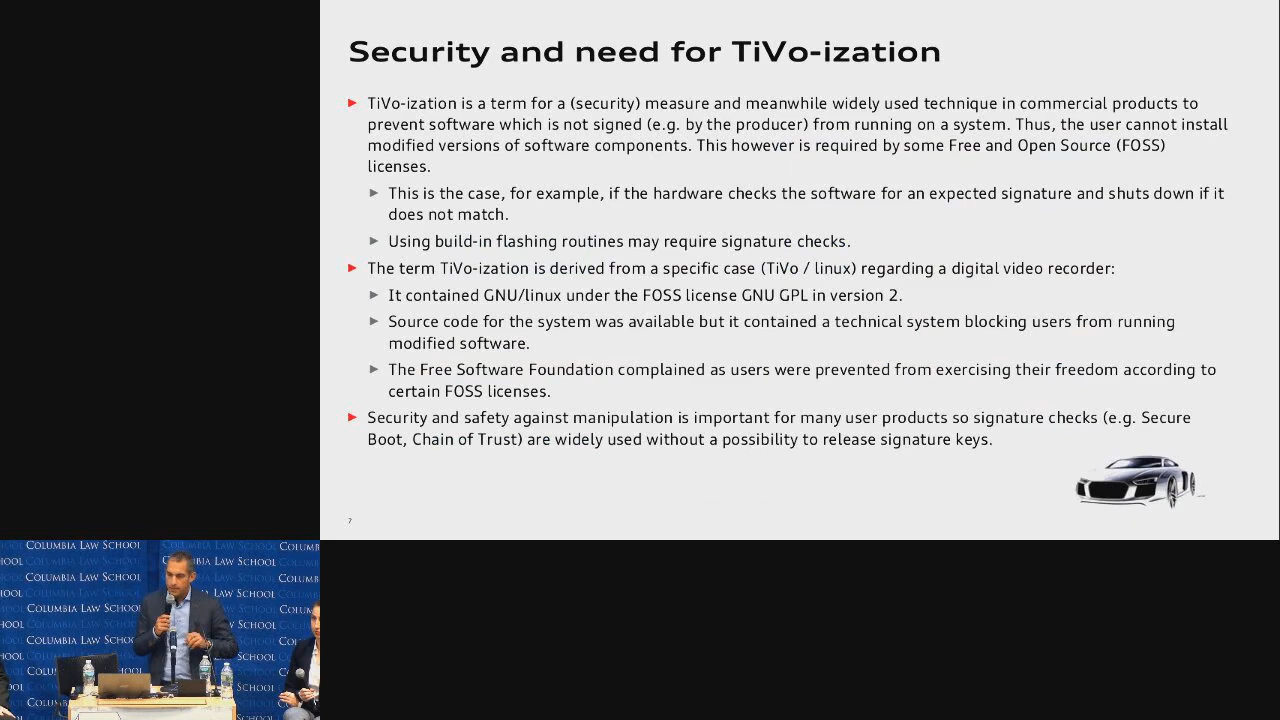 Security and need for TiVo-ization
TiVo-ization is a term for a (security) measure and meanwhile widely used technique in commercial products to
prevent software which is not signed (e.g. by the producer) from running on a system. Thus, the user cannot install
modified versions of software components. This however is required by some Free and Open Source (FOSS)
licenses.
This is the case, for example, if the hardware checks the software for an expected signature and shuts down if it
does not match.
Using build-in flashing routines may require signature checks.
The term TiVo-ization is derived from a specific case (TiVo / linux) regarding a digital video recorder:
It contained GNU/linux under the FOSS license GNU GPL in version 2.
Source code for the system was available but it contained a technical system blocking users from running
modified software.
The Free Software Foundation complained as users were prevented from exercising their freedom according to
certain FOSS licenses.
Security and safety against manipulation is important for many user products so signature checks (e.g. Secure
Boot, Chain of Trust) are widely used without a possibility to release signature keys.
7
COLUMBIA LAW SCHOOL
COLUMBIA LAW SCHOOL
COLUMBIA LAW SCHOOL
COLUMBIA LAW SCHOOL